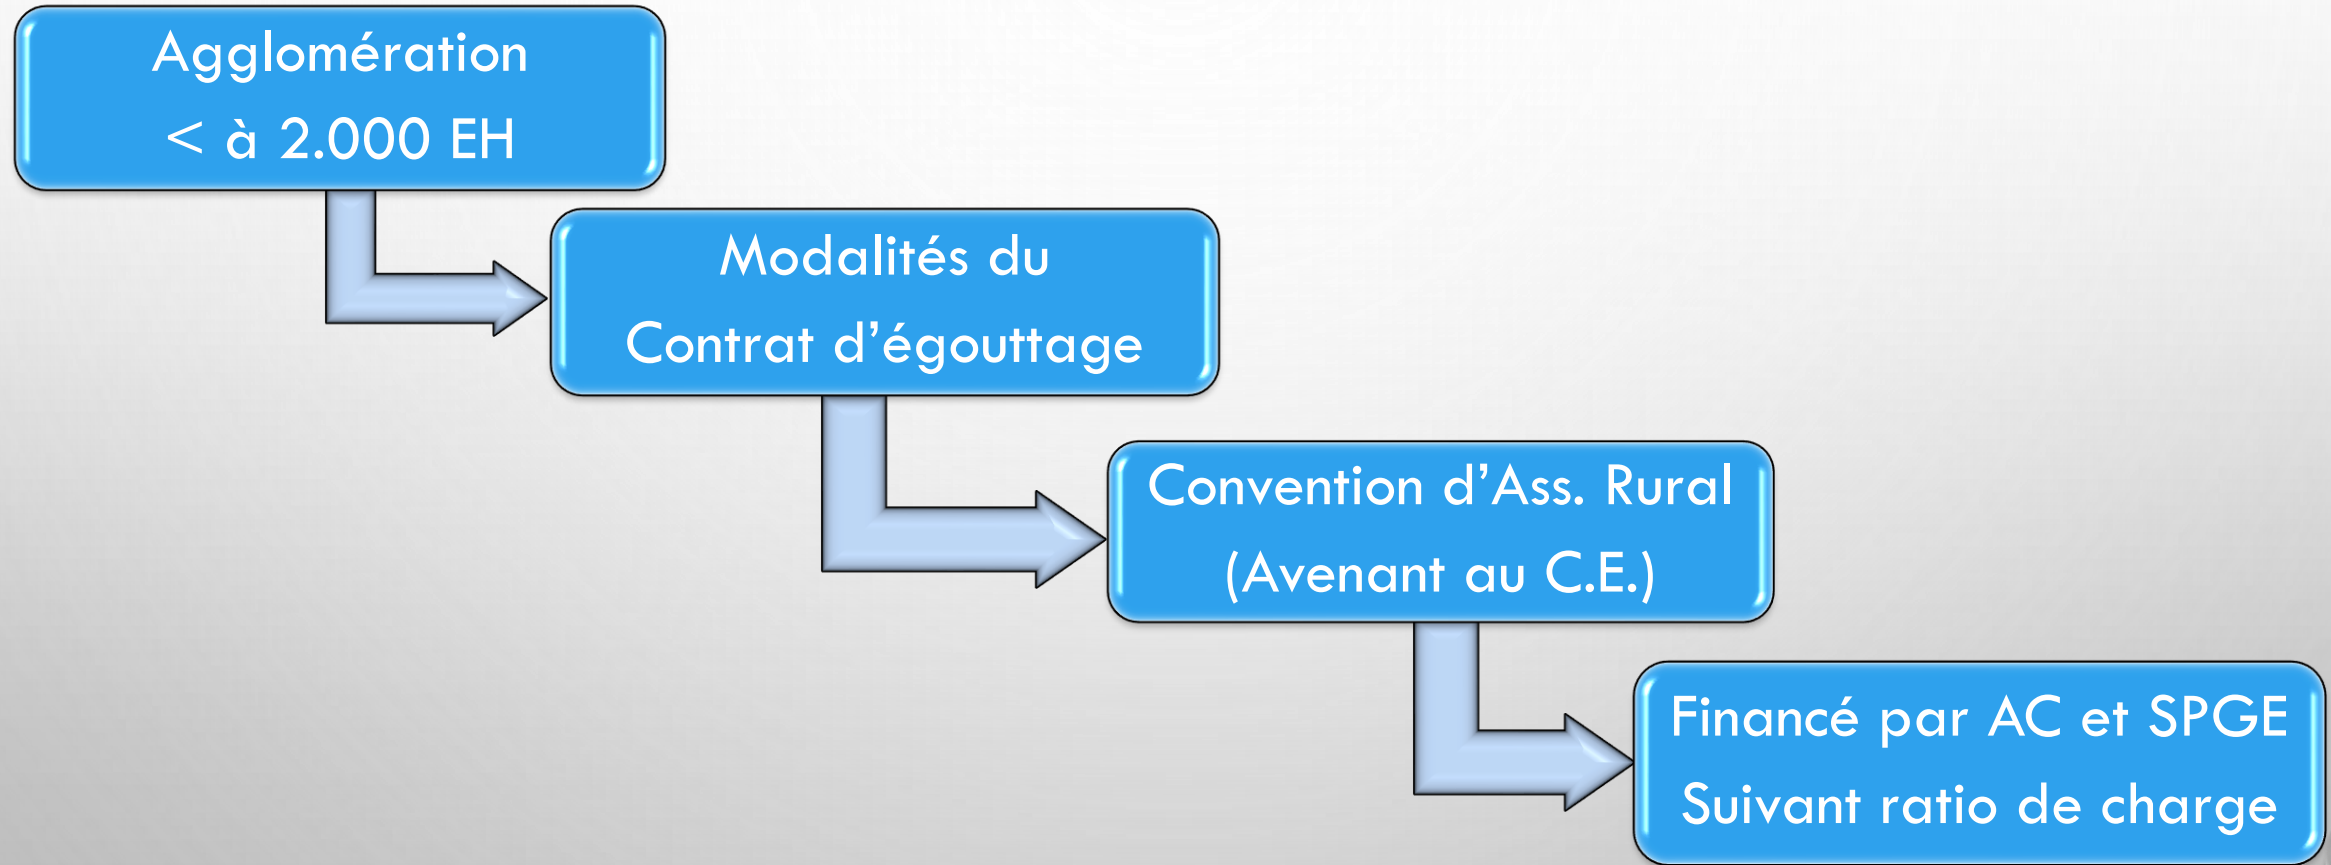 Agglomération
< à 2.000 EH
Modalités du
Contrat d’égouttage
Convention d’Ass. Rural
(Avenant au C.E.)
Financé par AC et SPGE
Suivant ratio de charge